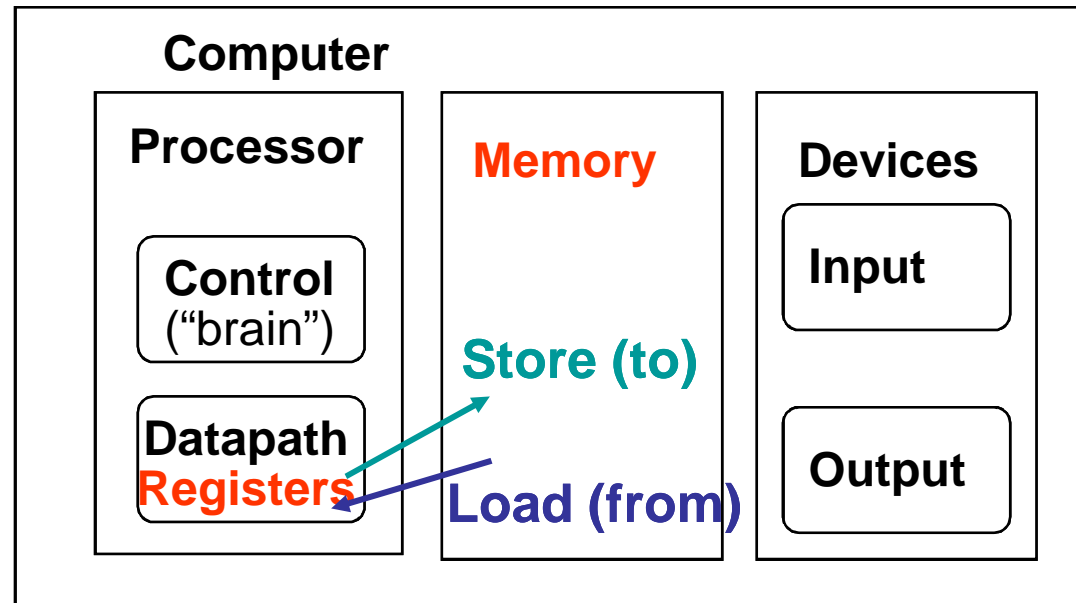 Computer
Processor
Control
(“brain”)
Datapath
Registers
Memory
Store (to)
Load (from)
Devices
Input
Output